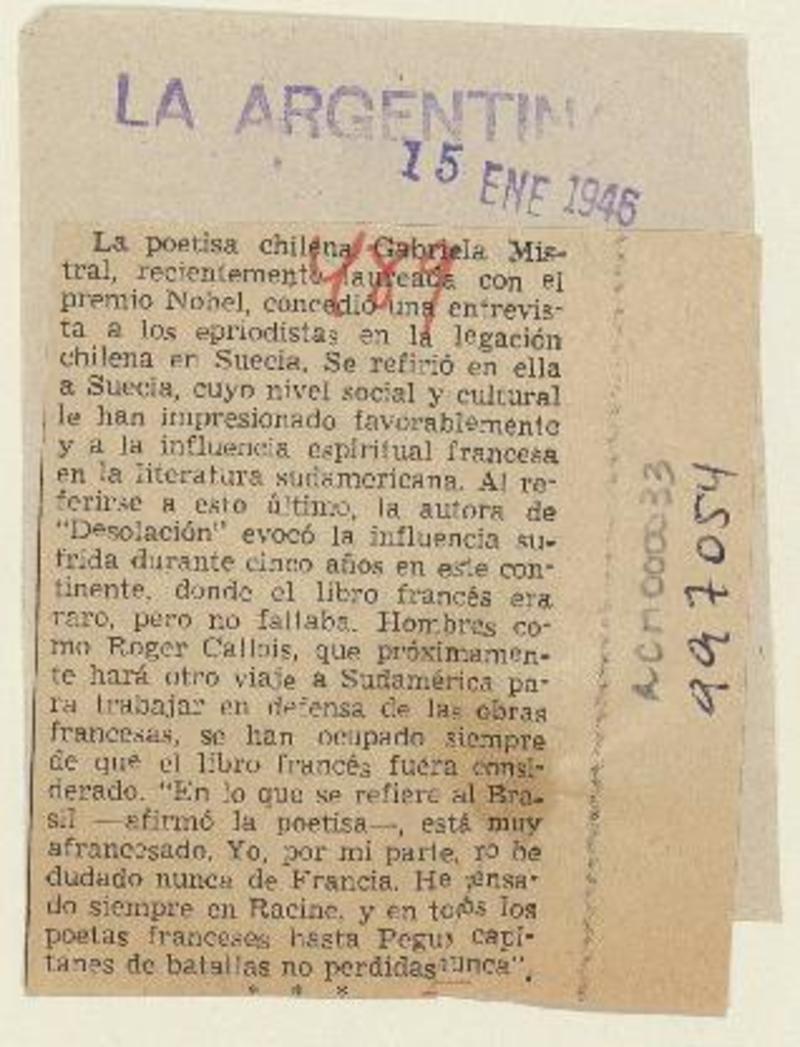 LA ARGENTIN
15 ENE 1946
489
La poetisa chilena Gabriela Mis-
tral, recientemente laureada con el
premio Nobel, concedió una entrevis-
ta a los epriodistas en la legación
chilena en Suecia. Se refirió en ella
a Suecia, cuyo nivel social y cultural
le han impresionado favorablemente
y a la influencia espiritual francesa
en la literatura sudamericana. Al re-
ferirse a esto último, la autora de
"Desolación" evocó la influencia su-
frida durante cinco años en este con-
tinente, donde el libro francés era
raro, pero no faltaba. Hombres co-
mo Roger Callois, que próximamen-
te hará otro viaje a Sudamérica pa-
ra trabajar en defensa de las obras
francesas, se han ocupado siempre
de que el libro francés fuera consi-
derado. "En lo que se refiere al Bra-
sil —afirmó la poetisa—, está muy
afrancesado. Yo, por mi parte, no he
dudado nunca de Francia. He pensa-
do siempre en Racine, y en todos los
poetas franceses hasta Peguy capi-
tanes de batallas no perdidas nunca".
* * *
ACM000033
997054